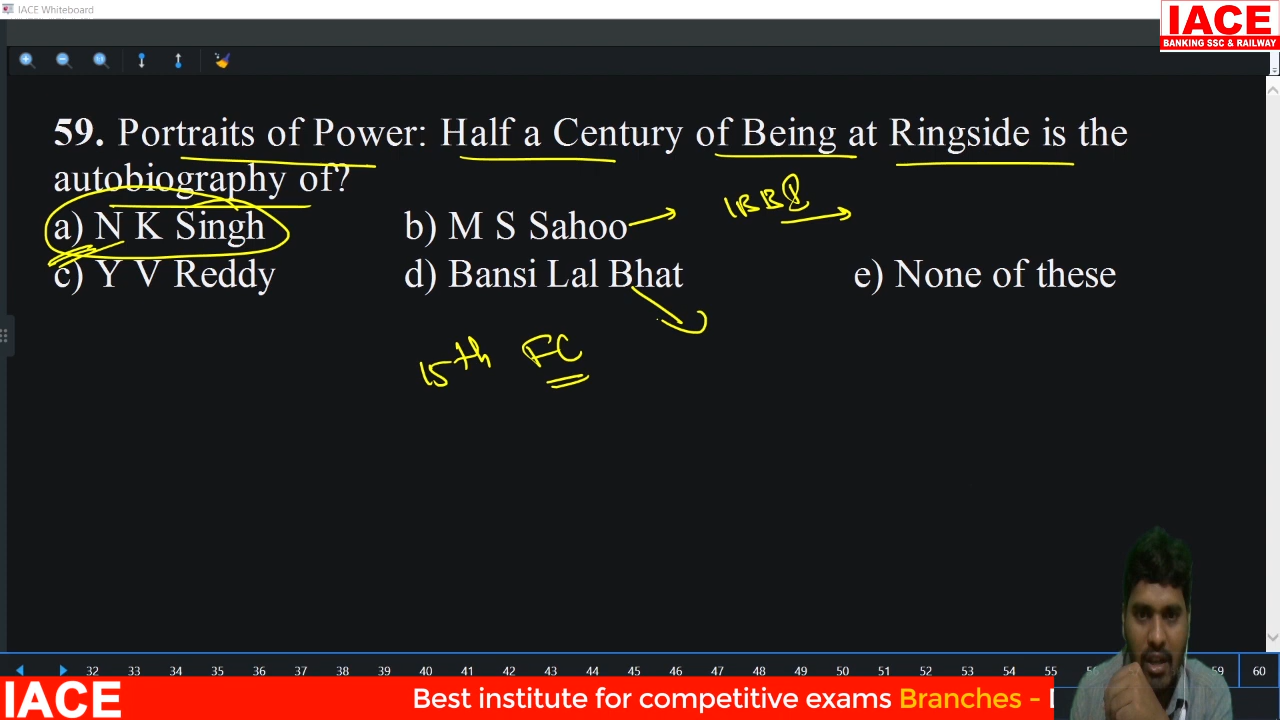 IACE Whiteboard
IACE
BANKING SSC & RAILWAY
59. Portraits of Power: Half a Century of Being at Ringside is the
autobiography of?
a) N K Singh b) M S Sahoo IBBI
c) Y V Reddy d) Bansi Lal Bhat e) None of these
15th FC
32 33 34 35 36 37 38 39 40 41 42 43 44 45 46 47 48 49 50 51 52 53 54 55 59 60
IACE Best institute for competitive exams Branches -